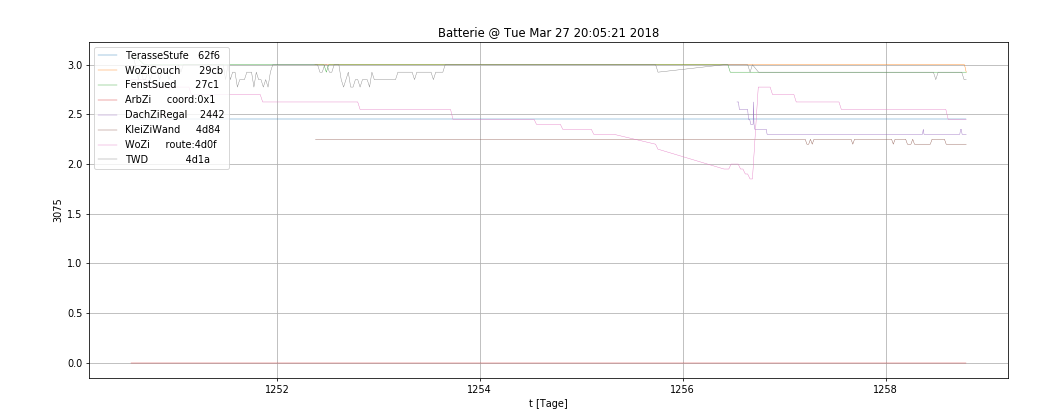 Batterie @ Tue Mar 27 20:05:21 2018
TerasseStufe 62f6
WoZiCouch 29cb
FenstSued 27c1
ArbZi coord:0x1
DachZiRegal 2442
KleiZiWand 4d84
WoZi route:4d0f
TWD 4d1a
3.0
2.5
2.0
1.5
1.0
0.5
0.0
3075
1252 1254 1256 1258
t [Tage]